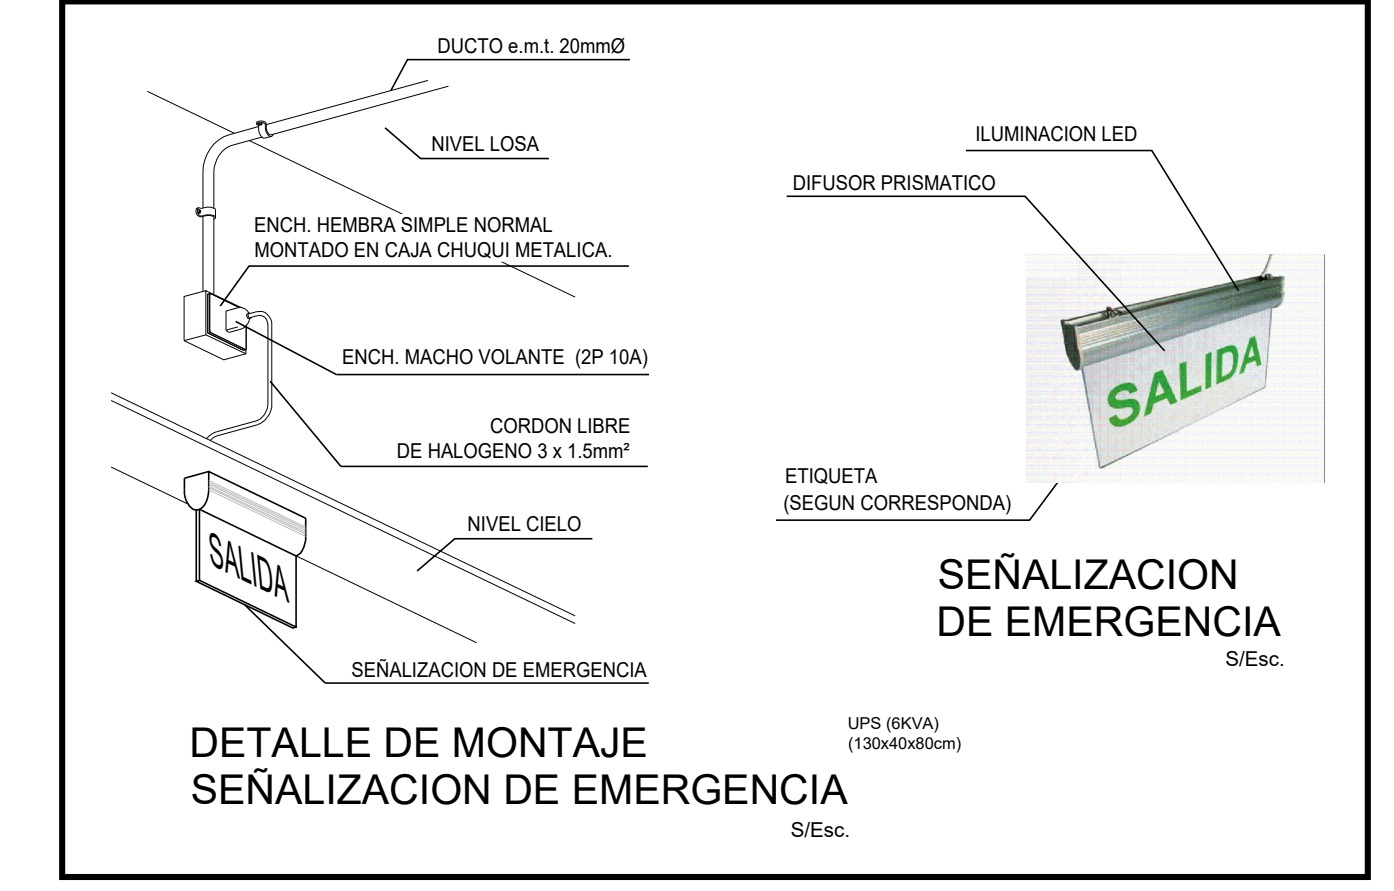 DUCTO e.m.t. 20mmØ
NIVEL LOSA
ENCH. HEMBRA SIMPLE NORMAL
MONTADO EN CAJA CHUQUI METALICA.
ENCH. MACHO VOLANTE (2P 10A)
CORDON LIBRE
DE HALOGENO 3 x 1.5mm²
NIVEL CIELO
SALIDA
SEÑALIZACION DE EMERGENCIA
DETALLE DE MONTAJE
SEÑALIZACION DE EMERGENCIA
S/Esc.
ILUMINACION LED
DIFUSOR PRISMATICO
SALIDA
ETIQUETA
(SEGUN CORRESPONDA)
SEÑALIZACION
DE EMERGENCIA
S/Esc.
UPS (6KVA)
(130x40x80cm)